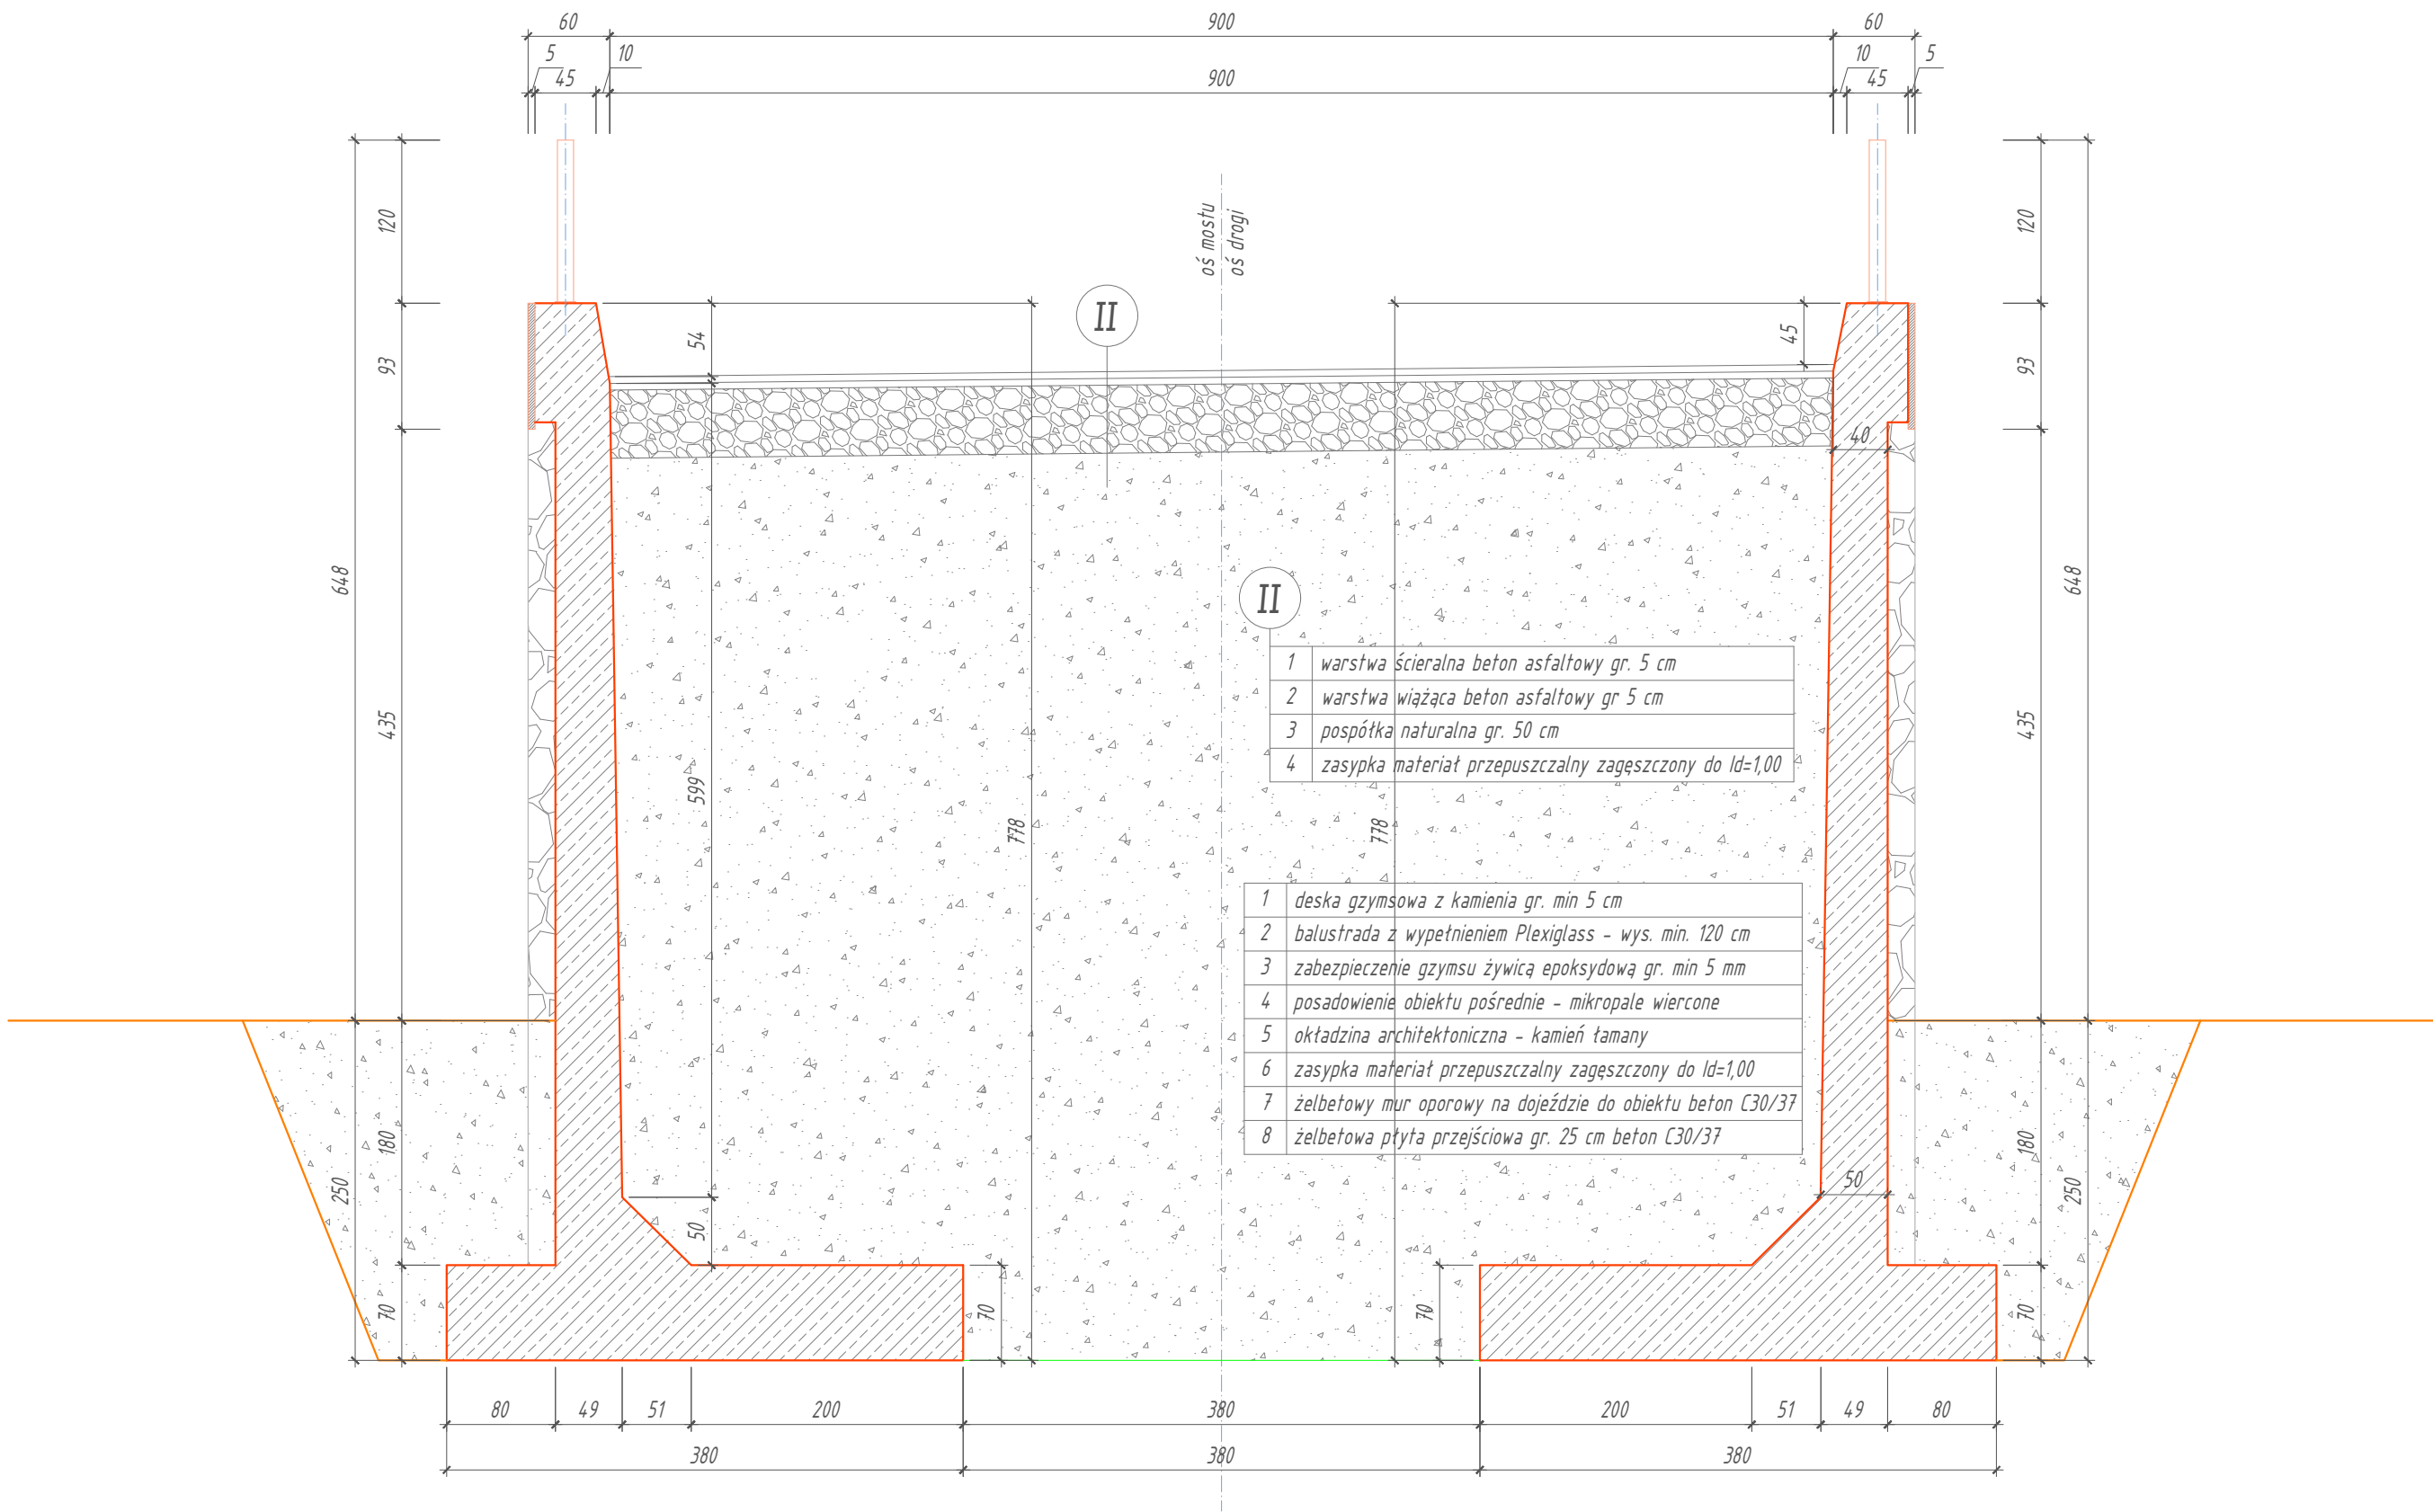 60 900 60
5 10 10 5
45 900 45
120 120
oś mostu
oś drogi
II
54 45
93 93
40
648 648
II
1 warstwa ścieralna beton asfaltowy gr. 5 cm
2 warstwa wiążąca beton asfaltowy gr 5 cm
3 pospółka naturalna gr. 50 cm
4 zasypka materiał przepuszczalny zagęszczony do Id=1,00
435 435
599
778 778
1 deska gzymsowa z kamienia gr. min 5 cm
2 balustrada z wypełnieniem Plexiglass - wys. min. 120 cm
3 zabezpieczenie gzymsu żywicą epoksydową gr. min 5 mm
4 posadowienie obiektu pośrednie - mikropale wiercone
5 okładzina architektoniczna - kamień łamany
6 zasypka materiał przepuszczalny zagęszczony do Id=1,00
7 żelbetowy mur oporowy na dojeździe do obiektu beton C30/37
8 żelbetowa płyta przejściowa gr. 25 cm beton C30/37
180 180
250 50 50 250
70 70 70 70
80 49 51 200 380 200 51 49 80
380 380 380